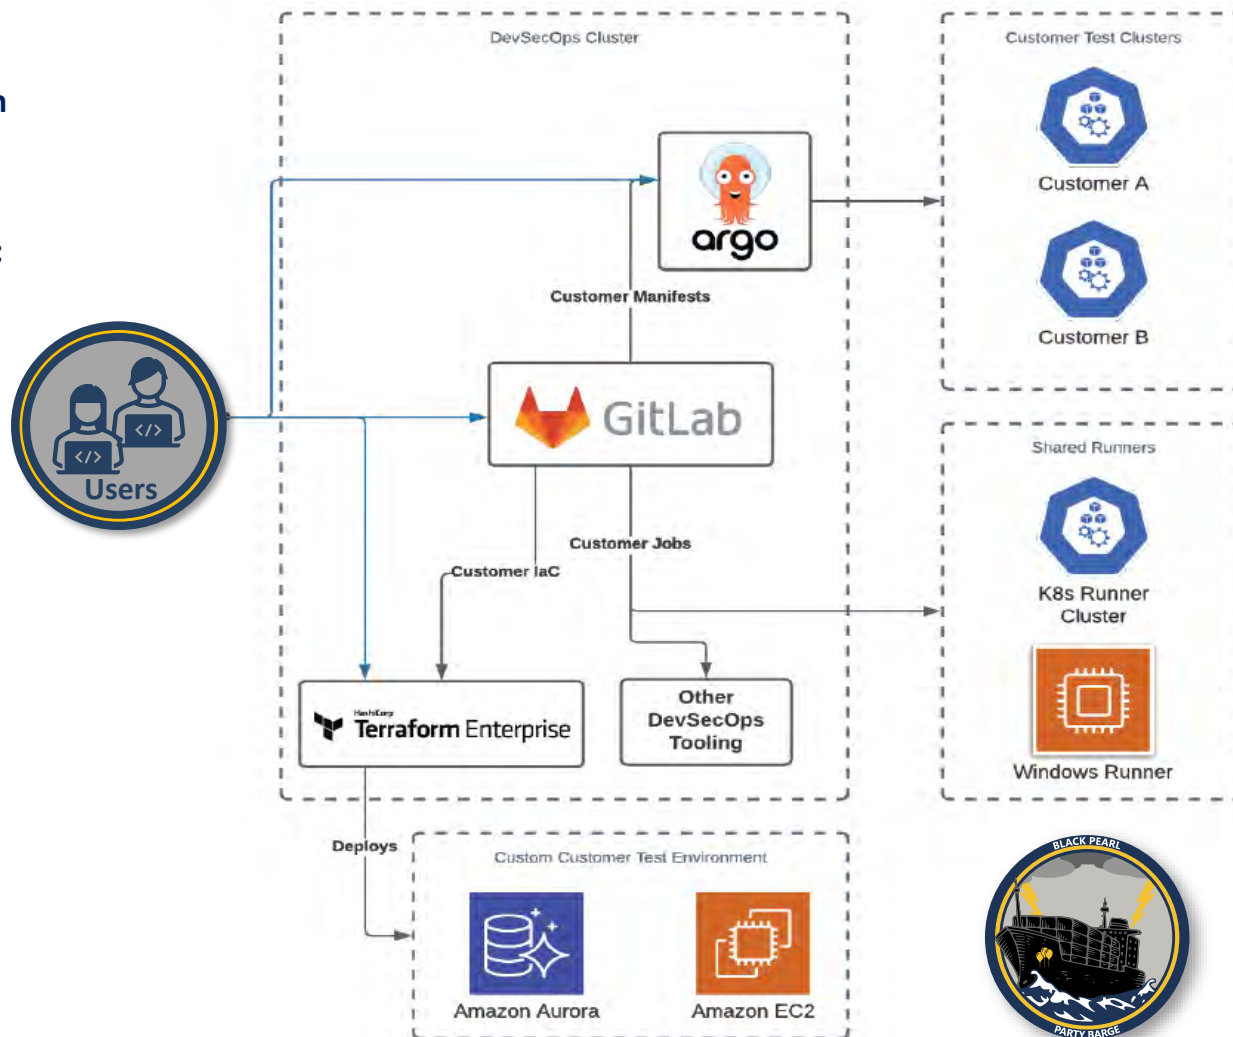 DevSecOps Cluster
Customer Test Clusters
Customer A
argo
Customer B
Customer Manifests
GitLab
Users
Shared Runners
Customer Jobs
Customer IaC
K8s Runner
Cluster
HashiCorp
Terraform Enterprise
Other
DevSecOps
Tooling
Windows Runner
Deploys
Custom Customer Test Environment
Amazon Aurora
Amazon EC2
BLACK PEARL
PARTY BARGE